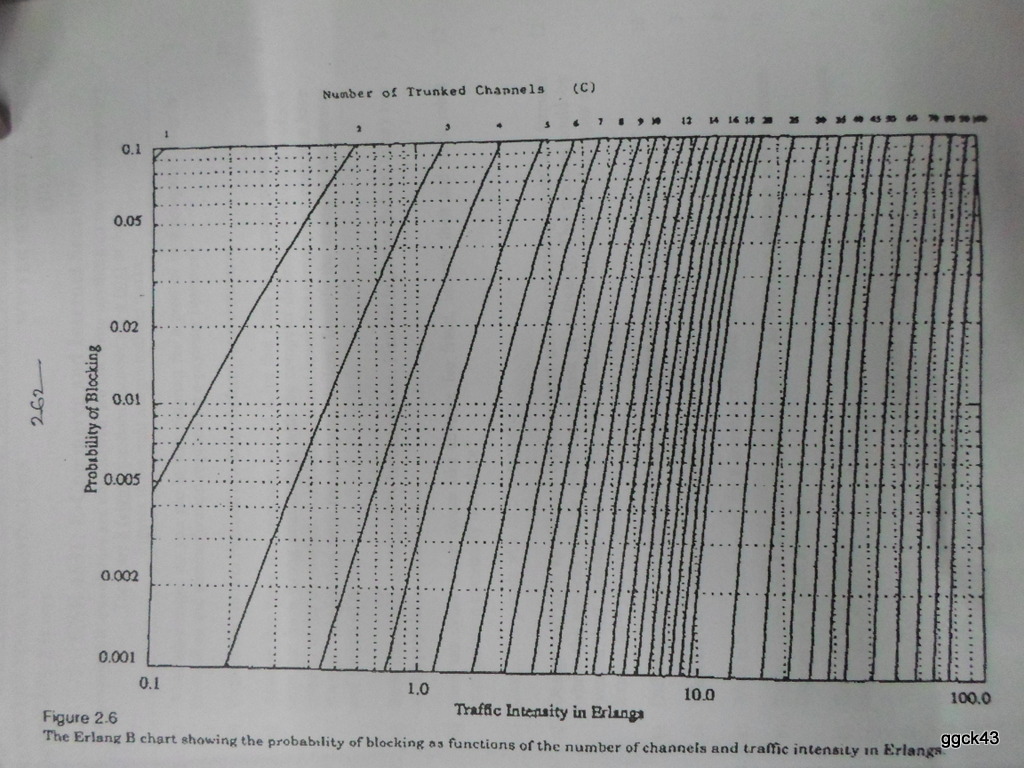 Number of Trunked Channels (C)
1 2 3 4 5 6 7 8 9 10 12 14 16 18 20 25 30 35 40 45 50 60 70 80 90 100
0.1
0.05
0.02
0.01
0.005
0.002
0.001
Probability of Blocking
262
0.1 1.0 10.0 100.0
Traffic Intensity in Erlangs
Figure 2.6
The Erlang B chart showing the probability of blocking as functions of the number of channels and traffic intensity in Erlangs.
ggck43